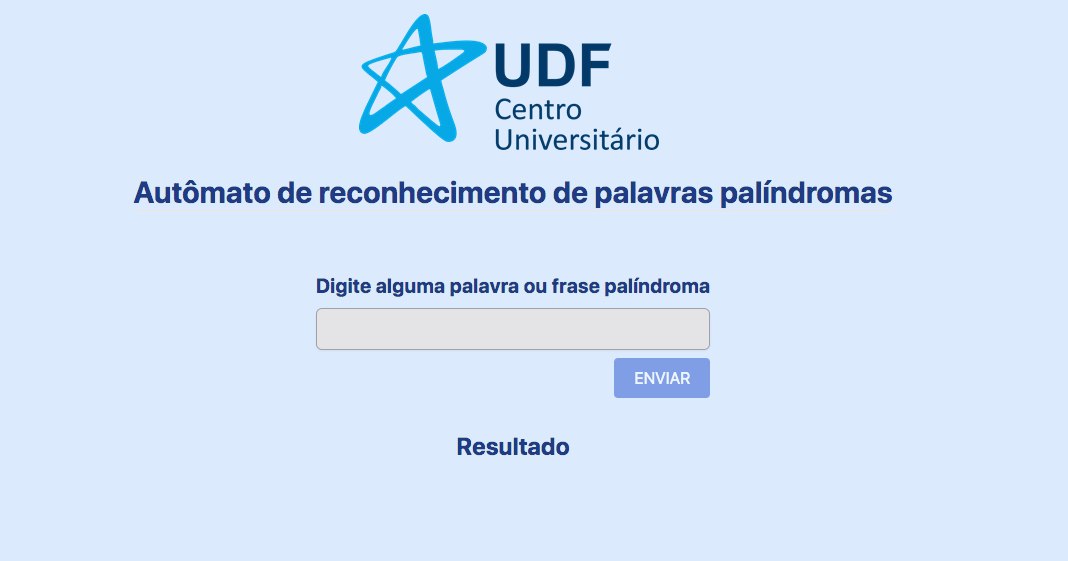 UDF
Centro
Universitário
Autômato de reconhecimento de palavras palíndromas
Digite alguma palavra ou frase palíndroma
ENVIAR
Resultado